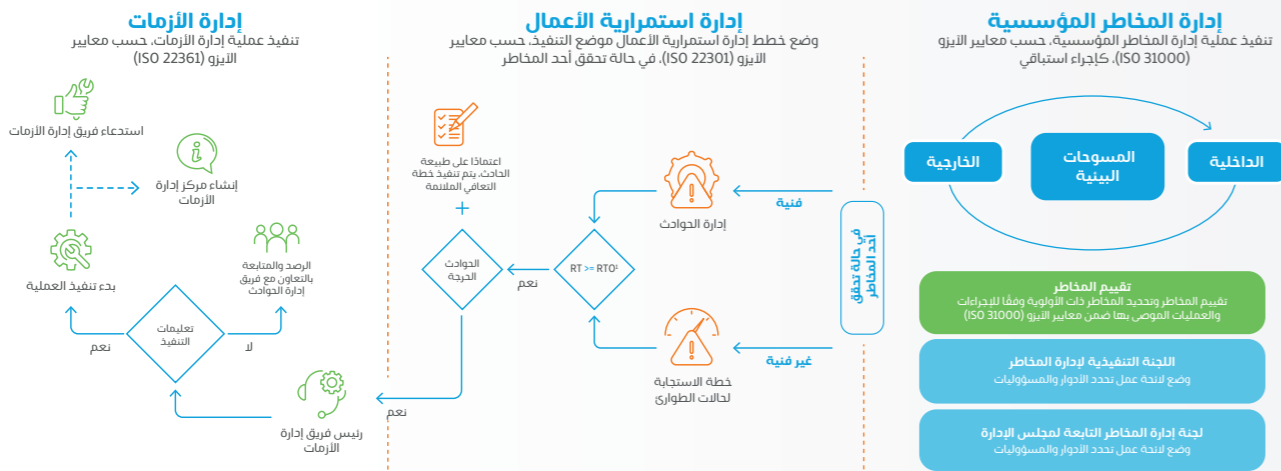 إدارة المخاطر المؤسسية
تنفيذ عملية إدارة المخاطر المؤسسية، حسب معايير الآيزو
(ISO 31000)، كإجراء استباقي
الداخلية
المسوحات
البينية
الخارجية
تقييم المخاطر
تقييم المخاطر وتحديد المخاطر ذات الأولوية وفقًا للإجراءات
والعمليات الموصى بها ضمن معايير الآيزو (ISO 31000)
اللجنة التنفيذية لإدارة المخاطر
وضع لائحة عمل تحدد الأدوار والمسؤوليات
لجنة إدارة المخاطر التابعة لمجلس الإدارة
وضع لائحة عمل تحدد الأدوار والمسؤوليات
إدارة استمرارية الأعمال
وضع خطط إدارة استمرارية الأعمال موضع التنفيذ، حسب معايير
الآيزو (ISO 22301)، في حالة تحقق أحد المخاطر
في حالة تحقق
أحد المخاطر
فنية
إدارة الحوادث
غير فنية
خطة الاستجابة
لحالات الطوارئ
RT >= RTO¹
نعم
اعتمادًا على طبيعة
الحادث، يتم تنفيذ خطة
التعافي الملائمة
+
الحوادث
الحرجة
نعم
إدارة الأزمات
تنفيذ عملية إدارة الأزمات، حسب معايير
الآيزو (ISO 22361)
رئيس فريق إدارة
الأزمات
تعليمات
التنفيذ
لا
الرصد والمتابعة
بالتعاون مع فريق
إدارة الحوادث
نعم
بدء تنفيذ العملية
إنشاء مركز إدارة
الأزمات
استدعاء فريق إدارة الأزمات